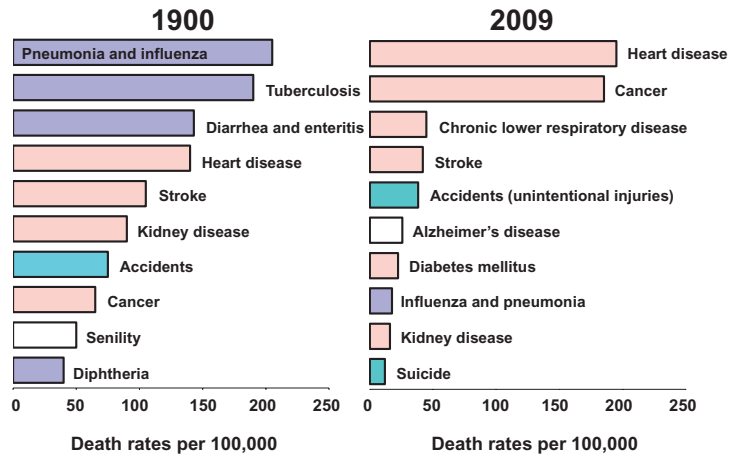 1900
Pneumonia and influenza
Tuberculosis
Diarrhea and enteritis
Heart disease
Stroke
Kidney disease
Accidents
Cancer
Senility
Diphtheria
0 50 100 150 200 250
Death rates per 100,000
2009
Heart disease
Cancer
Chronic lower respiratory disease
Stroke
Accidents (unintentional injuries)
Alzheimer’s disease
Diabetes mellitus
Influenza and pneumonia
Kidney disease
Suicide
0 50 100 150 200 250
Death rates per 100,000